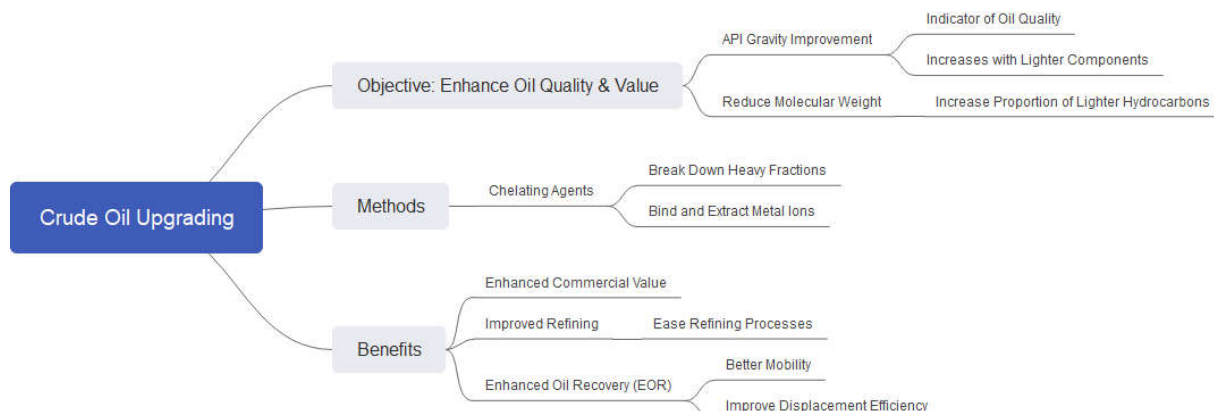 Crude Oil Upgrading
Objective: Enhance Oil Quality & Value
API Gravity Improvement
Indicator of Oil Quality
Increases with Lighter Components
Reduce Molecular Weight
Increase Proportion of Lighter Hydrocarbons
Methods
Chelating Agents
Break Down Heavy Fractions
Bind and Extract Metal Ions
Benefits
Enhanced Commercial Value
Improved Refining
Ease Refining Processes
Enhanced Oil Recovery (EOR)
Better Mobility
Improve Displacement Efficiency